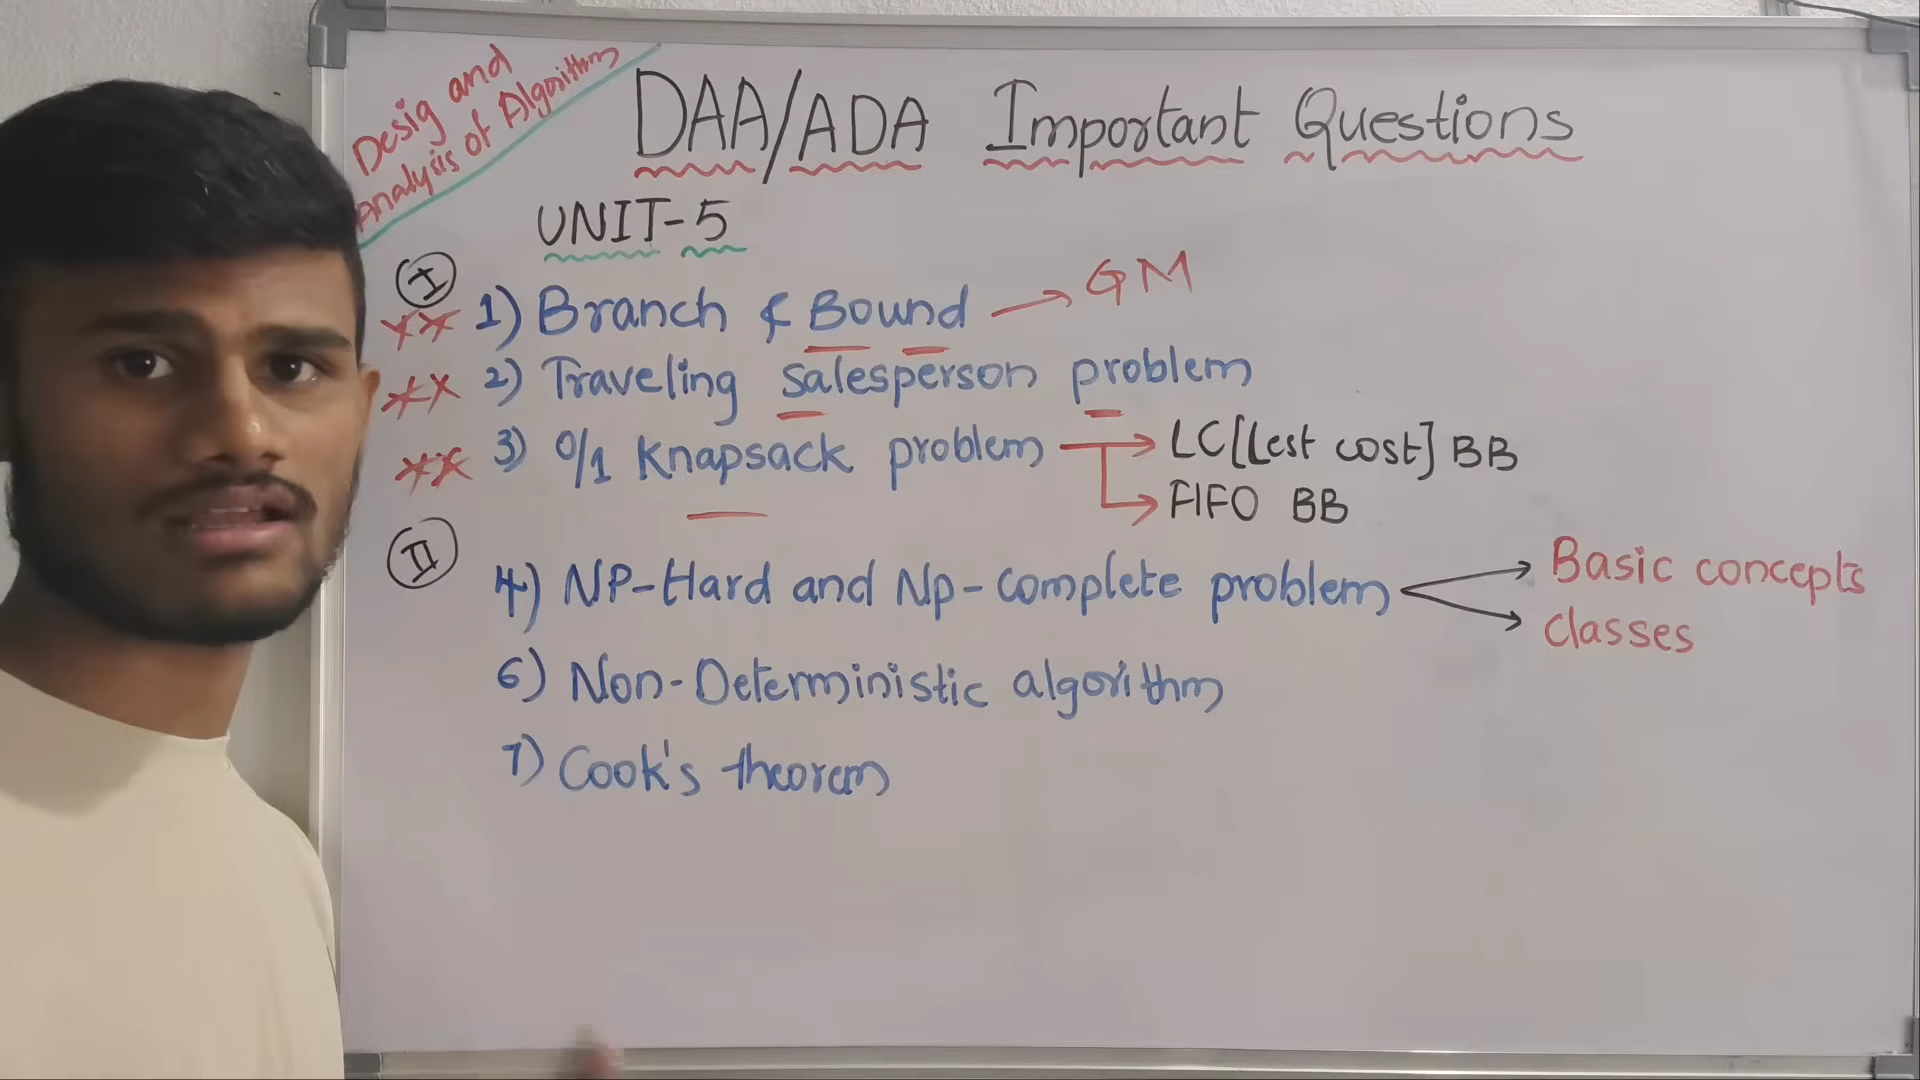 Desig and
Analysis of Algorithm
DAA/ADA Important Questions
UNIT-5
I
** 1) Branch & Bound → GM
** 2) Traveling salesperson problem
** 3) 0/1 Knapsack problem → LC[Lest cost] BB
→ FIFO BB
II
4) NP-Hard and Np-complete problem → Basic concepts
→ classes
6) Non-Deterministic algorithm
7) Cook's theorem